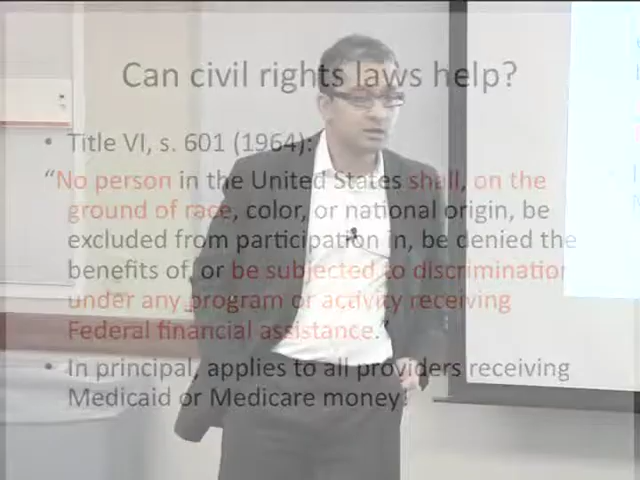 Can civil rights laws help?
• Title VI, s. 601 (1964):
“No person in the United States shall, on the
ground of race, color, or national origin, be
excluded from participation in, be denied the
benefits of, or be subjected to discrimination
under any program or activity receiving
Federal financial assistance.”
• In principal, applies to all providers receiving
Medicaid or Medicare money